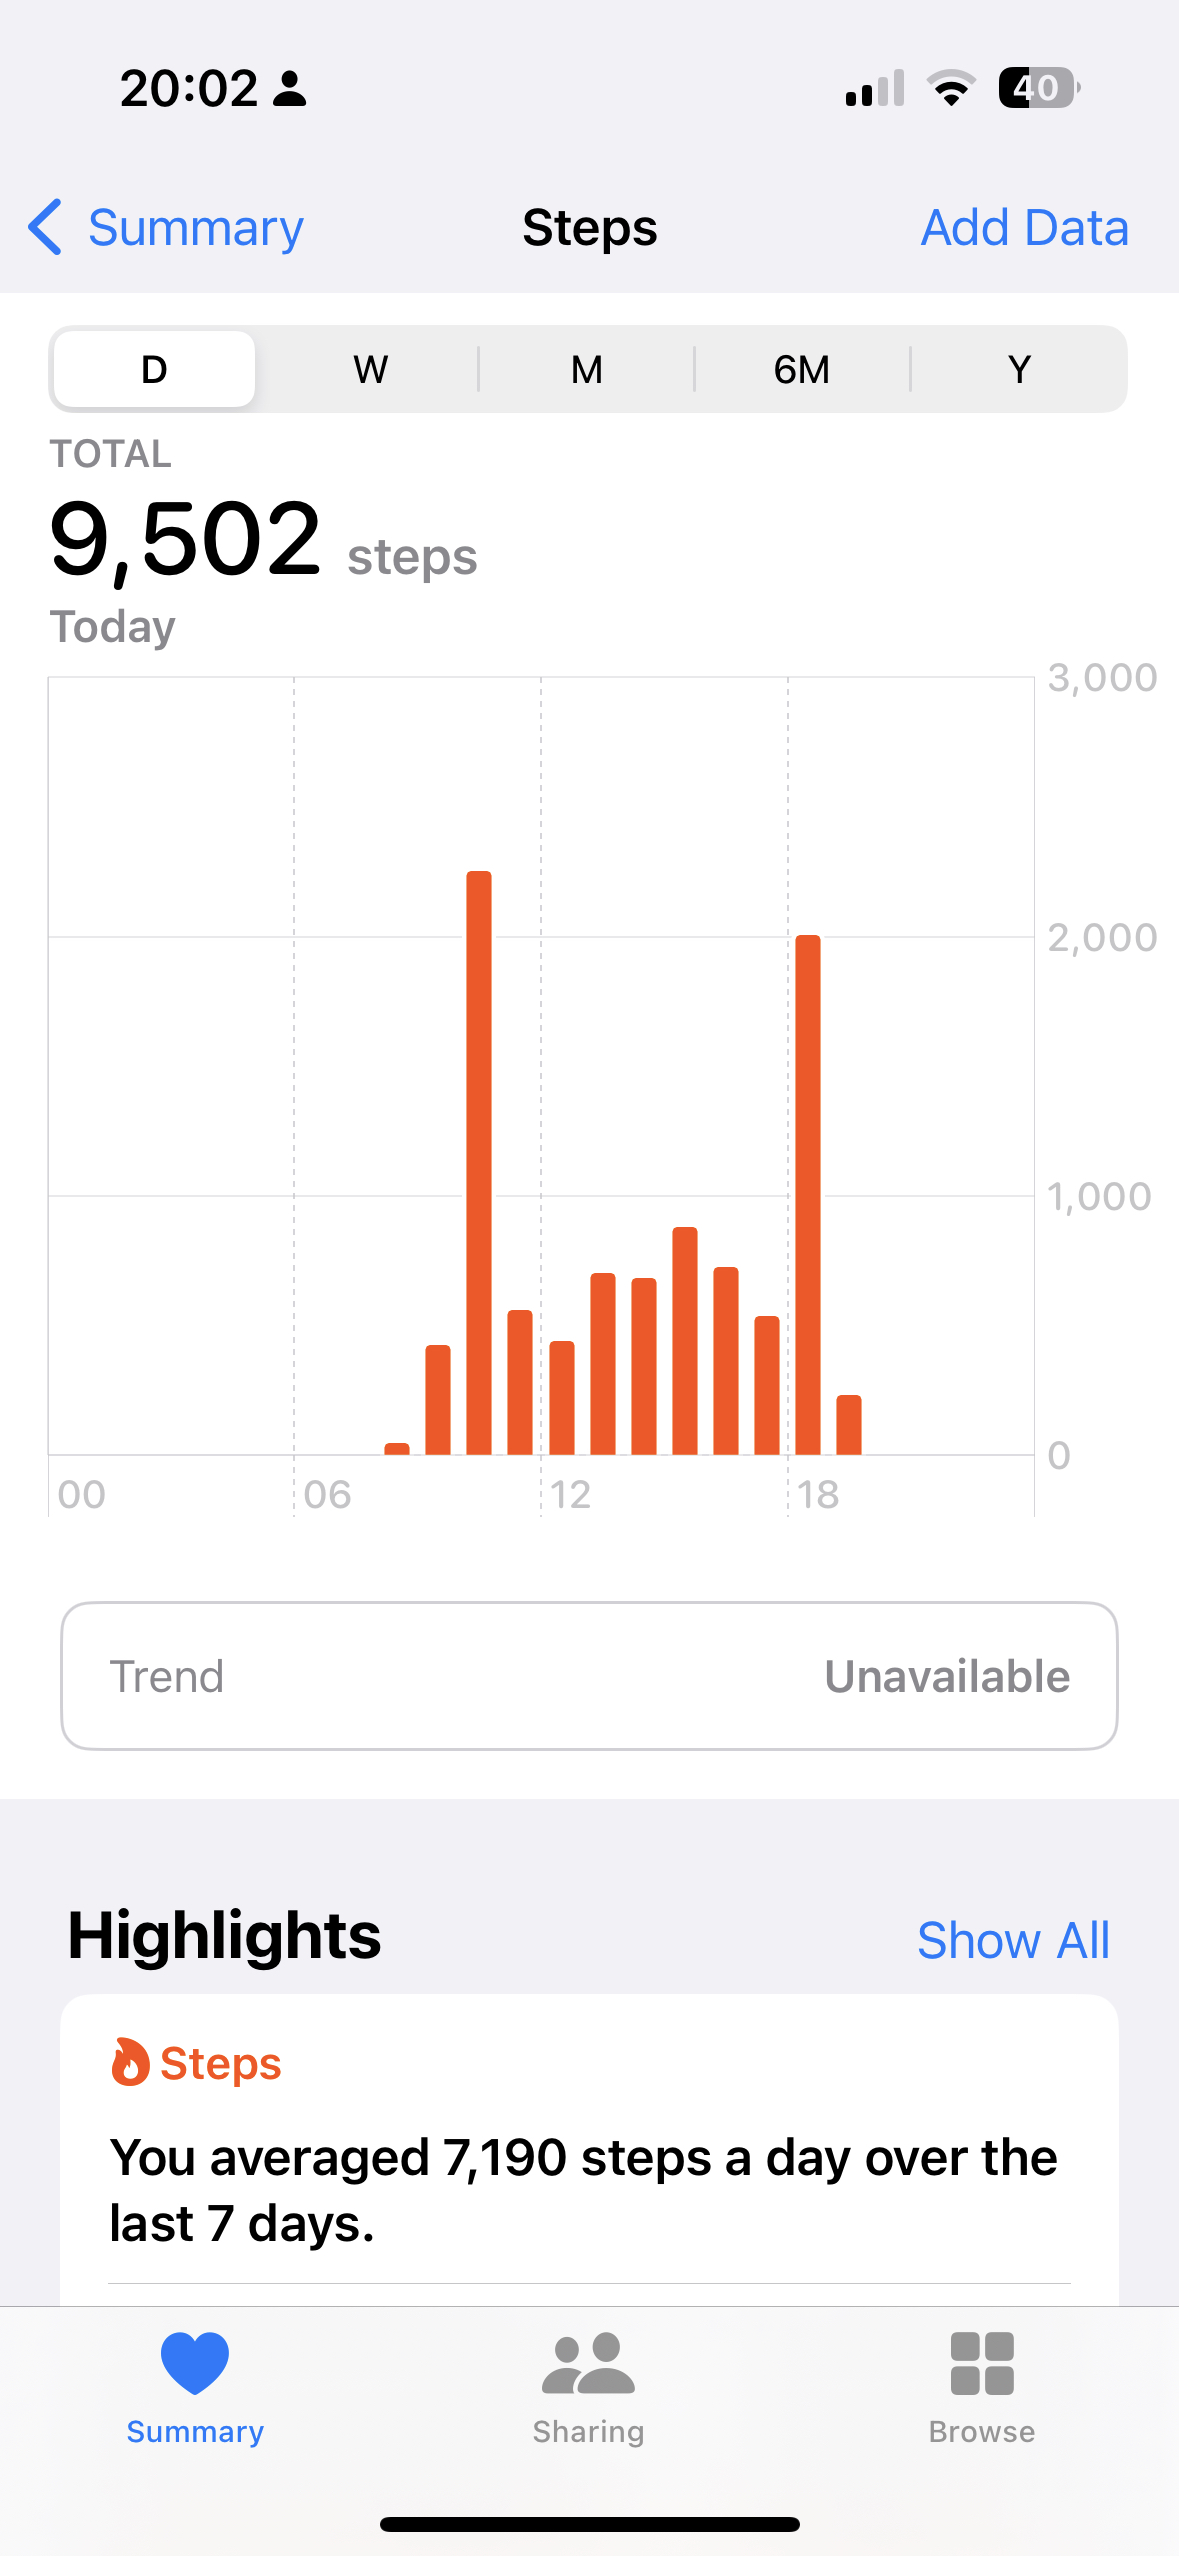 20:02
40
Summary
Steps
Add Data
D
W
M
6M
Y
TOTAL
9,502 steps
Today
3,000
2,000
1,000
0
00
06
12
18
Trend
Unavailable
Highlights
Show All
Steps
You averaged 7,190 steps a day over the
last 7 days.
Summary
Sharing
Browse